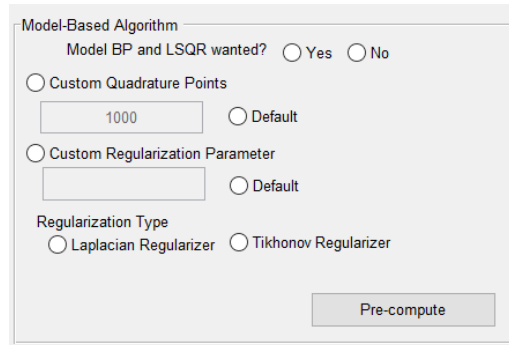 Model-Based Algorithm
Model BP and LSQR wanted? Yes No
Custom Quadrature Points
1000 Default
Custom Regularization Parameter
Default
Regularization Type
Laplacian Regularizer Tikhonov Regularizer
Pre-compute